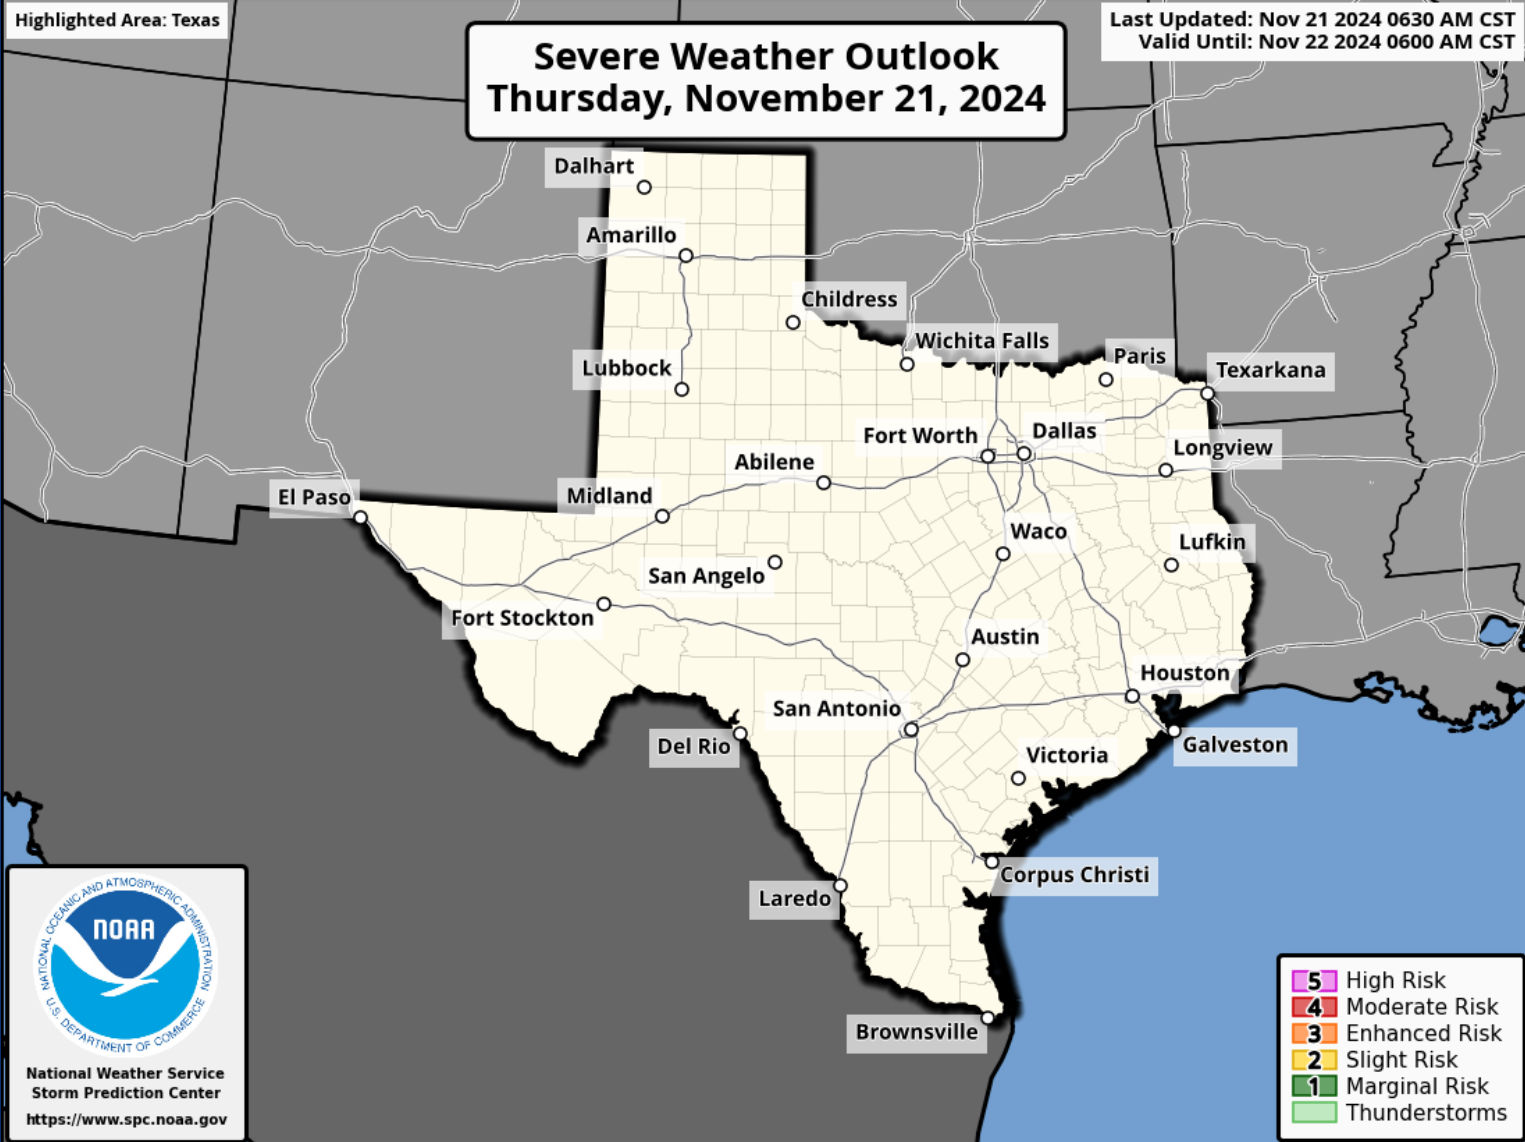 Highlighted Area: Texas
Severe Weather Outlook
Thursday, November 21, 2024
Last Updated: Nov 21 2024 0630 AM CST
Valid Until: Nov 22 2024 0600 AM CST
Dalhart
Amarillo
Childress
Wichita Falls
Paris
Texarkana
Lubbock
Fort Worth
Dallas
Longview
Abilene
El Paso
Midland
Waco
Lufkin
San Angelo
Fort Stockton
Austin
Houston
San Antonio
Del Rio
Galveston
Victoria
Corpus Christi
Laredo
Brownsville
NATIONAL OCEANIC AND ATMOSPHERIC ADMINISTRATION
NOAA
U.S. DEPARTMENT OF COMMERCE
National Weather Service
Storm Prediction Center
https://www.spc.noaa.gov
5 High Risk
4 Moderate Risk
3 Enhanced Risk
2 Slight Risk
1 Marginal Risk
Thunderstorms